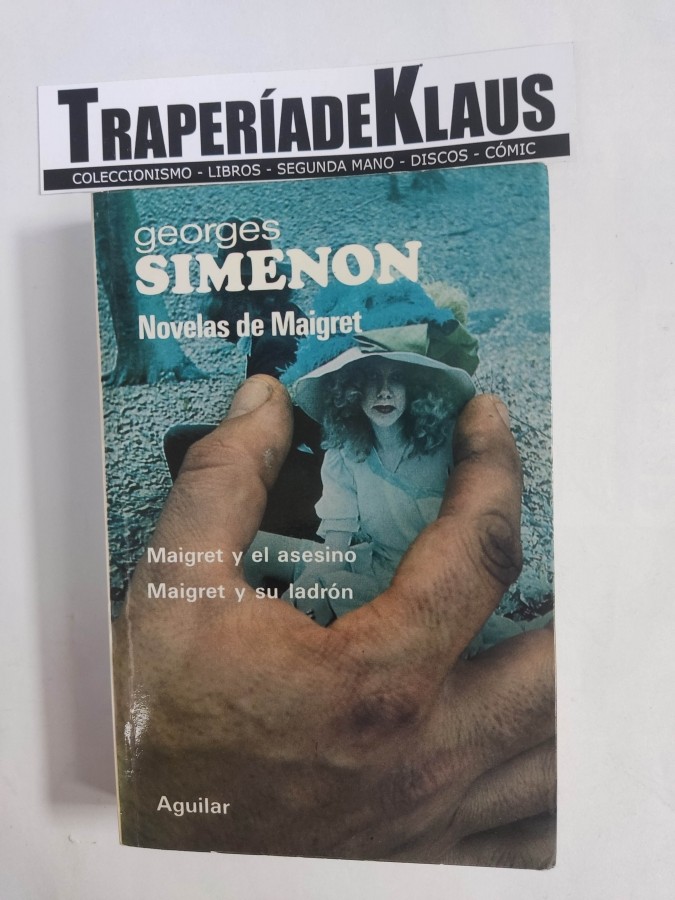 TRAPERÍADEKLAUS
COLECCIONISMO - LIBROS - SEGUNDA MANO - DISCOS - CÓMIC
georges
SIMENON
Novelas de Maigret
Maigret y el asesino
Maigret y su ladrón
Aguilar